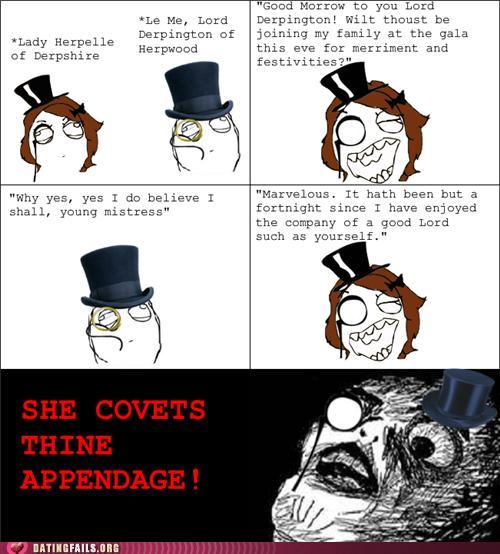 *Lady Herpelle
of Derpshire
*Le Me, Lord
Derpington of
Herpwood
"Good Morrow to you Lord
Derpington! Wilt thoust be
joining my family at the gala
this eve for merriment and
festivities?"
"Why yes, yes I do believe I
shall, young mistress"
"Marvelous. It hath been but a
fortnight since I have enjoyed
the company of a good Lord
such as yourself."
SHE COVETS
THINE
APPENDAGE!
DATINGFAILS.ORG